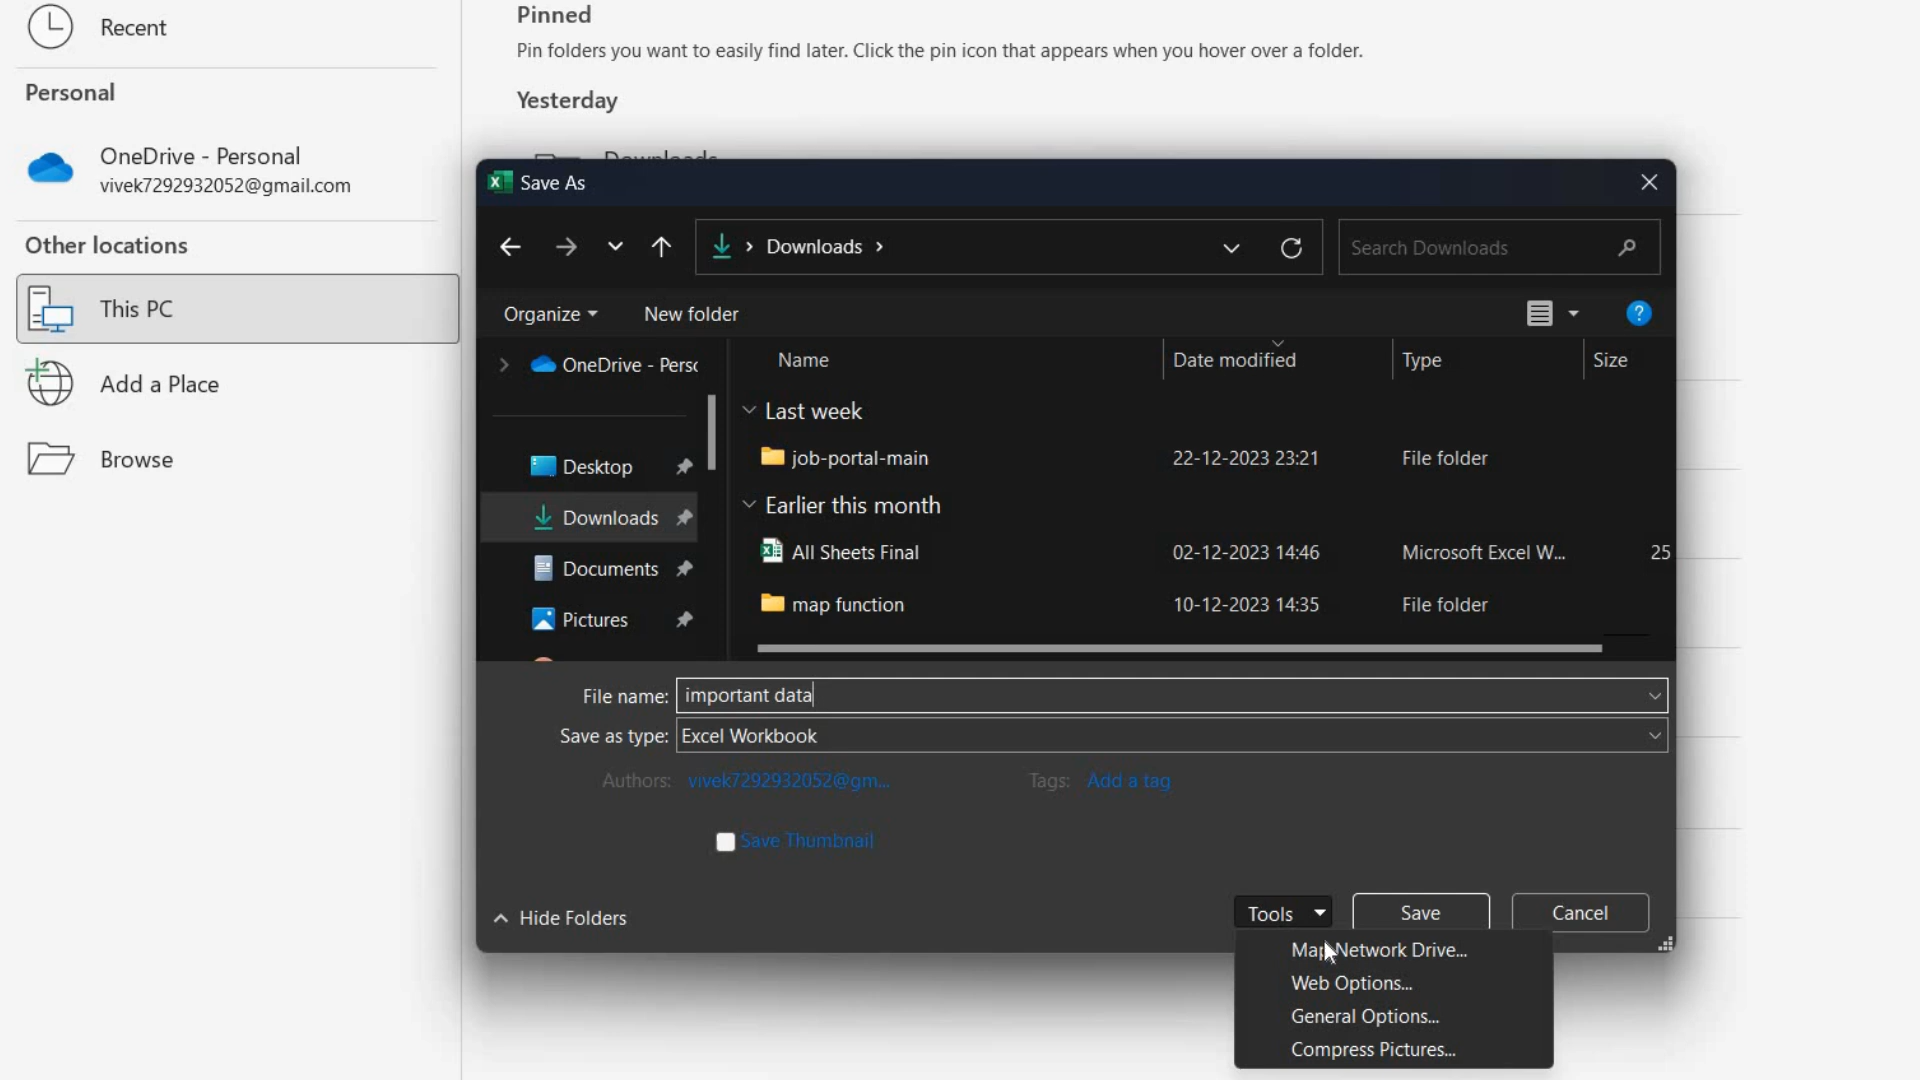 Recent
Personal
OneDrive - Personal
vivek7292932052@gmail.com
Other locations
This PC
Add a Place
Browse
Pinned
Pin folders you want to easily find later. Click the pin icon that appears when you hover over a folder.
Yesterday
Downloads
Save As
Downloads
Search Downloads
Organize
New folder
?
OneDrive - Perso
Desktop
Downloads
Documents
Pictures
Name Date modified Type Size
Last week
job-portal-main 22-12-2023 23:21 File folder
Earlier this month
All Sheets Final 02-12-2023 14:46 Microsoft Excel W... 25
map function 10-12-2023 14:35 File folder
File name: important data
Save as type: Excel Workbook
Authors: vivek7292932052@gm... Tags: Add a tag
Save Thumbnail
Hide Folders
Tools Save Cancel
Map Network Drive...
Web Options...
General Options...
Compress Pictures...